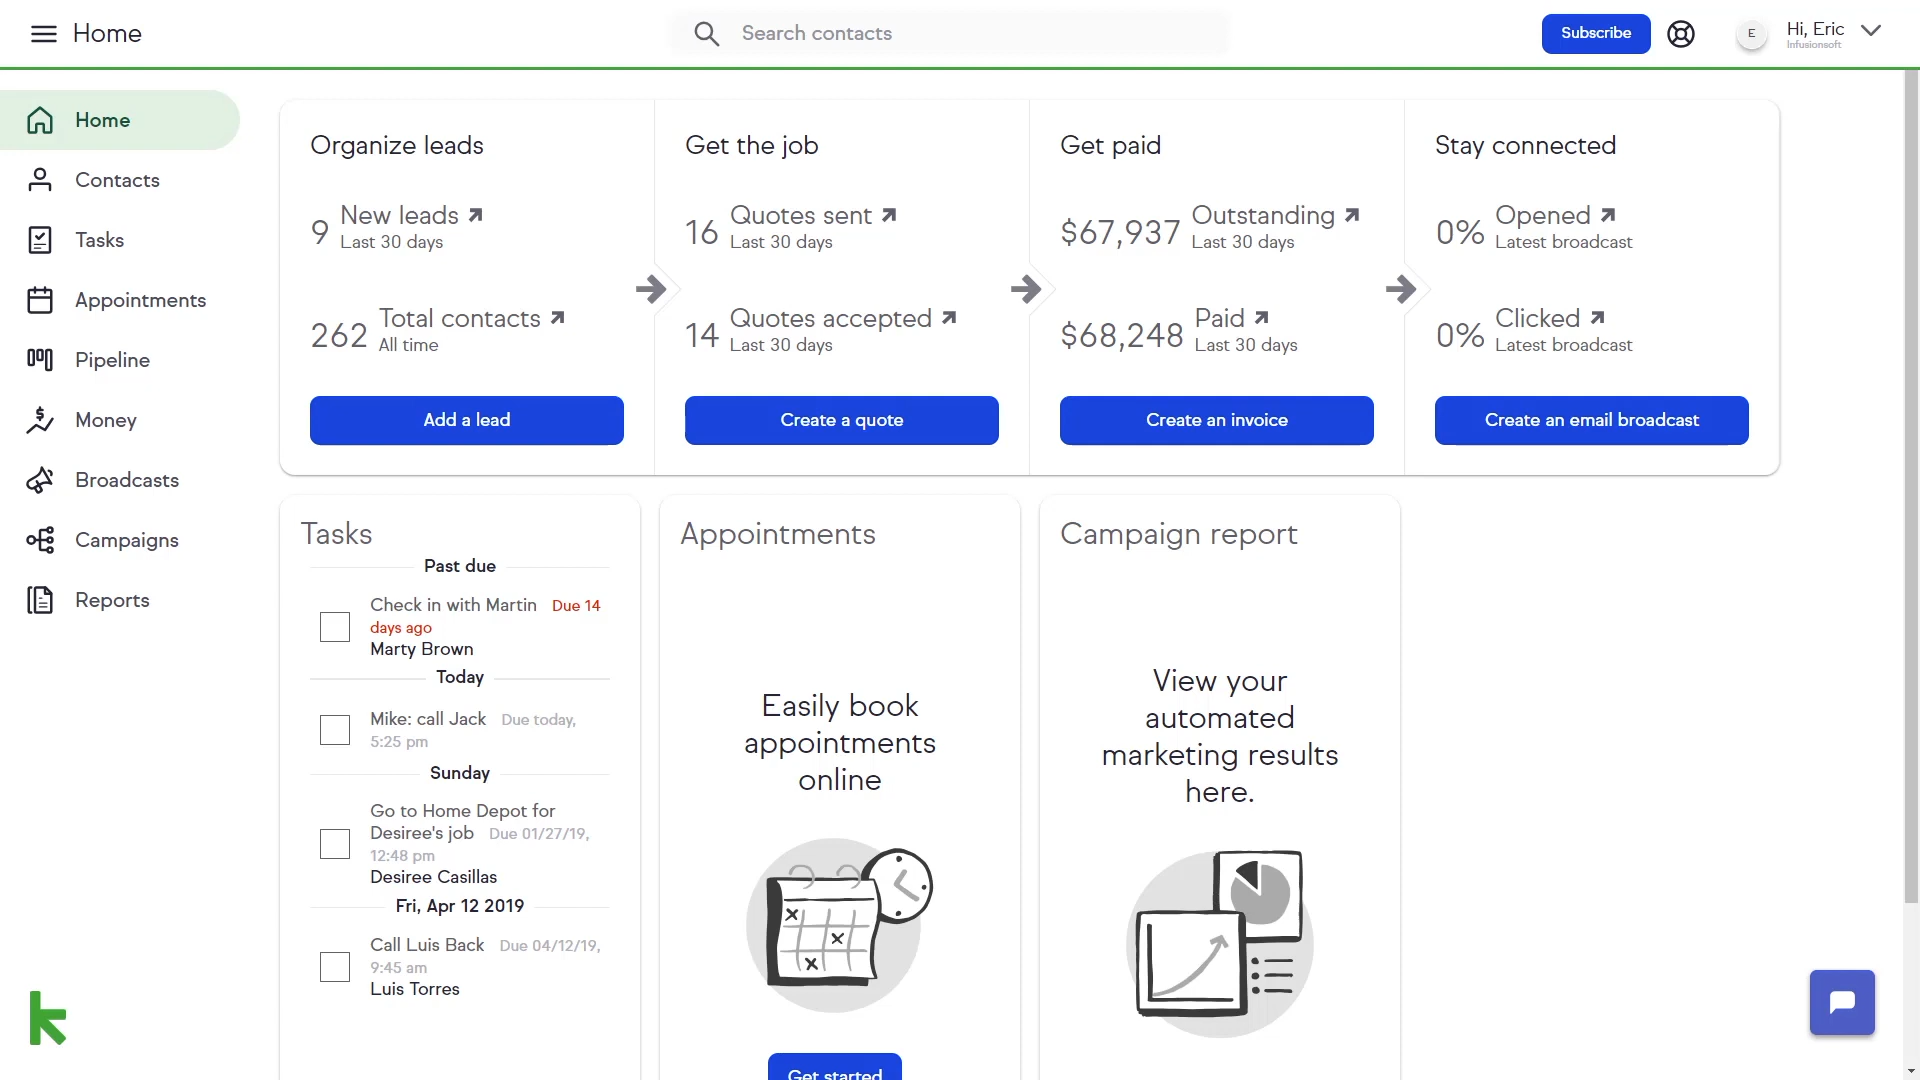 Home
Search contacts
Subscribe
E
Hi, Eric
Infusionsoft
Home
Contacts
Tasks
Appointments
Pipeline
Money
Broadcasts
Campaigns
Reports
Organize leads
9 New leads
Last 30 days
262 Total contacts
All time
Add a lead
Get the job
16 Quotes sent
Last 30 days
14 Quotes accepted
Last 30 days
Create a quote
Get paid
$67,937 Outstanding
Last 30 days
$68,248 Paid
Last 30 days
Create an invoice
Stay connected
0% Opened
Latest broadcast
0% Clicked
Latest broadcast
Create an email broadcast
Tasks
Past due
Check in with Martin Due 14
days ago
Marty Brown
Today
Mike: call Jack Due today,
5:25 pm
Sunday
Go to Home Depot for
Desiree's job Due 01/27/19,
12:48 pm
Desiree Casillas
Fri, Apr 12 2019
Call Luis Back Due 04/12/19,
9:45 am
Luis Torres
Appointments
Easily book
appointments
online
Get started
Campaign report
View your
automated
marketing results
here.